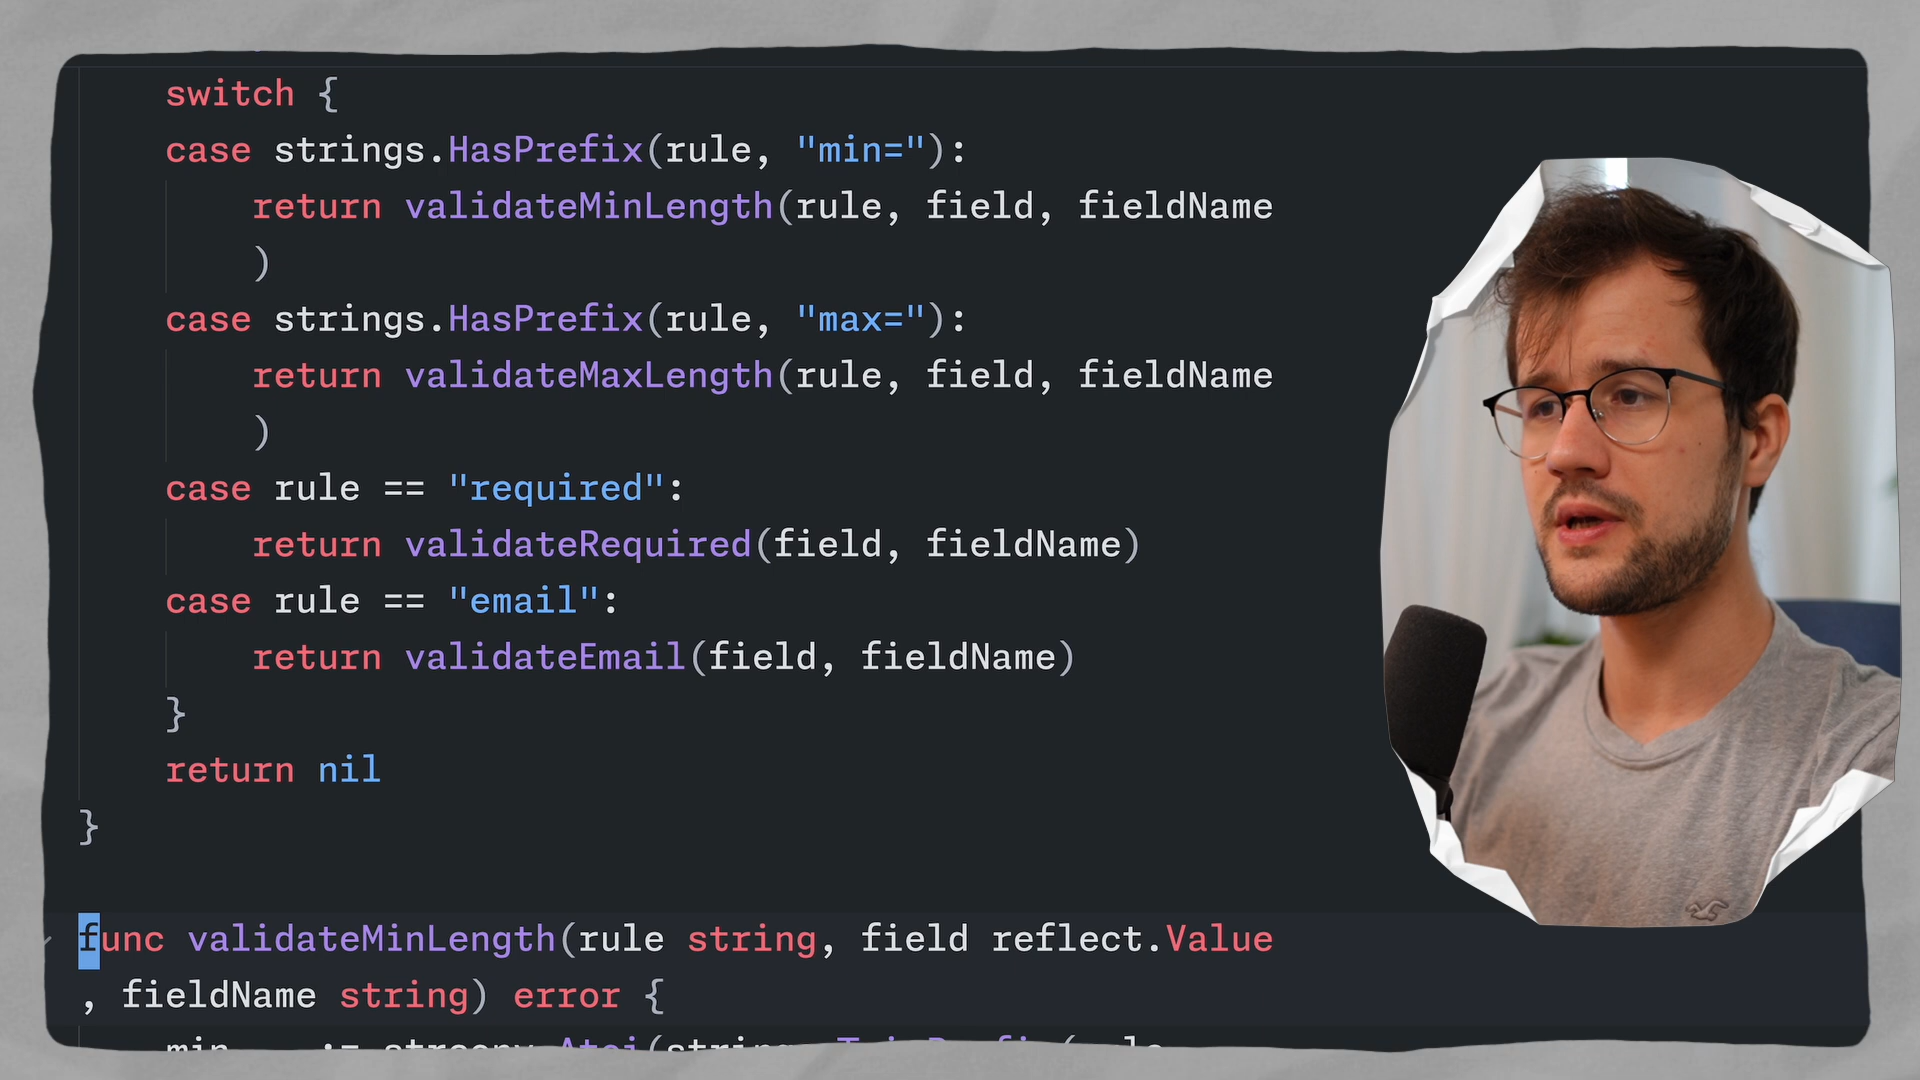 switch {
case strings.HasPrefix(rule, "min="):
return validateMinLength(rule, field, fieldName
)
case strings.HasPrefix(rule, "max="):
return validateMaxLength(rule, field, fieldName
)
case rule == "required":
return validateRequired(field, fieldName)
case rule == "email":
return validateEmail(field, fieldName)
}
return nil
}
func validateMinLength(rule string, field reflect.Value
, fieldName string) error {